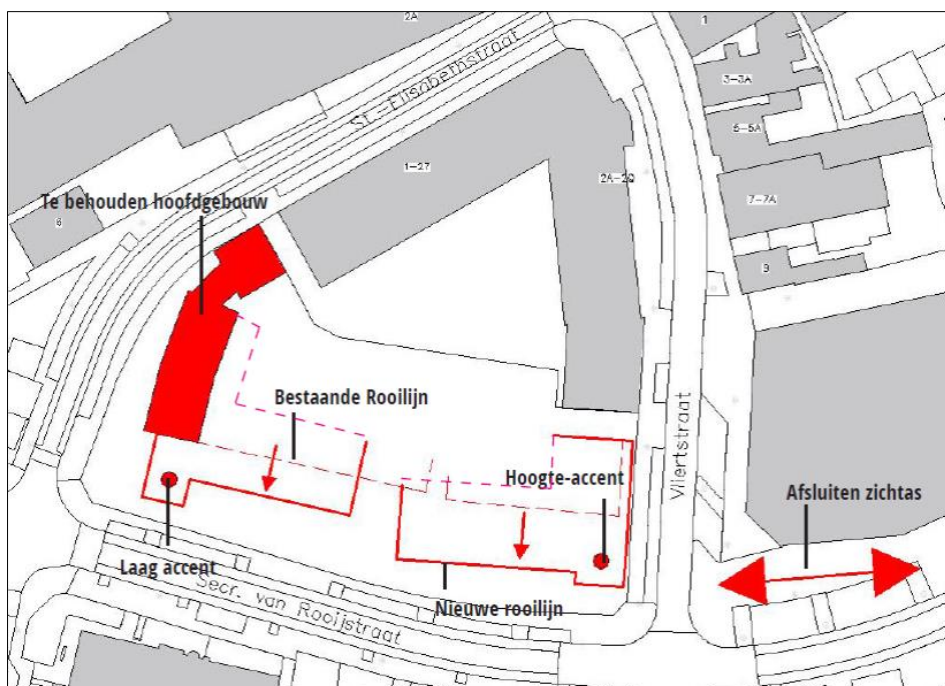 2A
1
St.-Elisabethstraat
3-3A
5-5A
1-27
2A-2Q
7-7A
Te behouden hoofdgebouw
6
9
Bestaande Rooilijn
Vliertstraat
Hoogte-accent
Afsluiten zichtas
Laag accent
Secr. van Rooijstraat
Nieuwe rooilijn